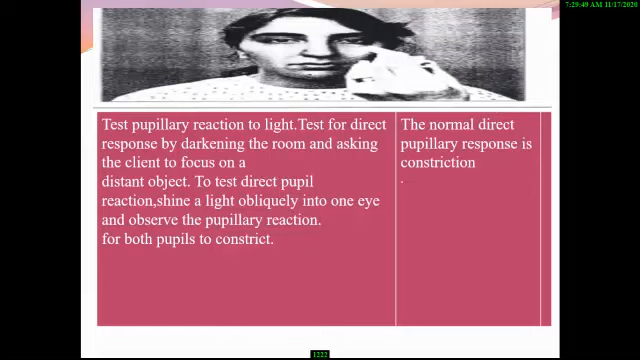 7:29:49 AM 11/17/2020
Test pupillary reaction to light.Test for direct
response by darkening the room and asking
the client to focus on a
distant object. To test direct pupil
reaction,shine a light obliquely into one eye
and observe the pupillary reaction.
for both pupils to constrict.
The normal direct
pupillary response is
constriction
.
1222